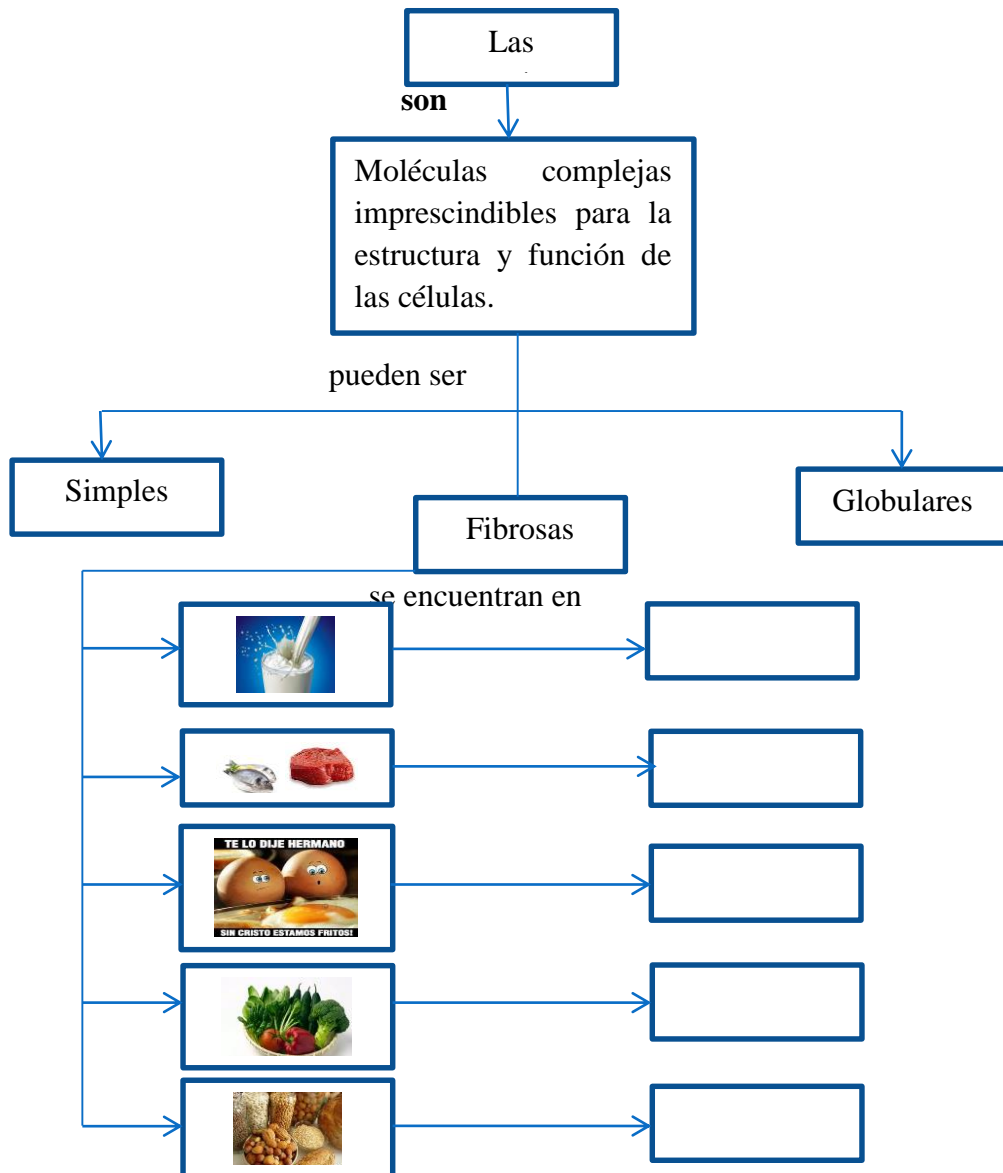 Las
son
Moléculas complejas
imprescindibles para la
estructura y función de
las células.
pueden ser
Simples
Fibrosas
Globulares
se encuentran en
TE LO DIJE HERMANO
SIN CRISTO ESTAMOS FRITOS!